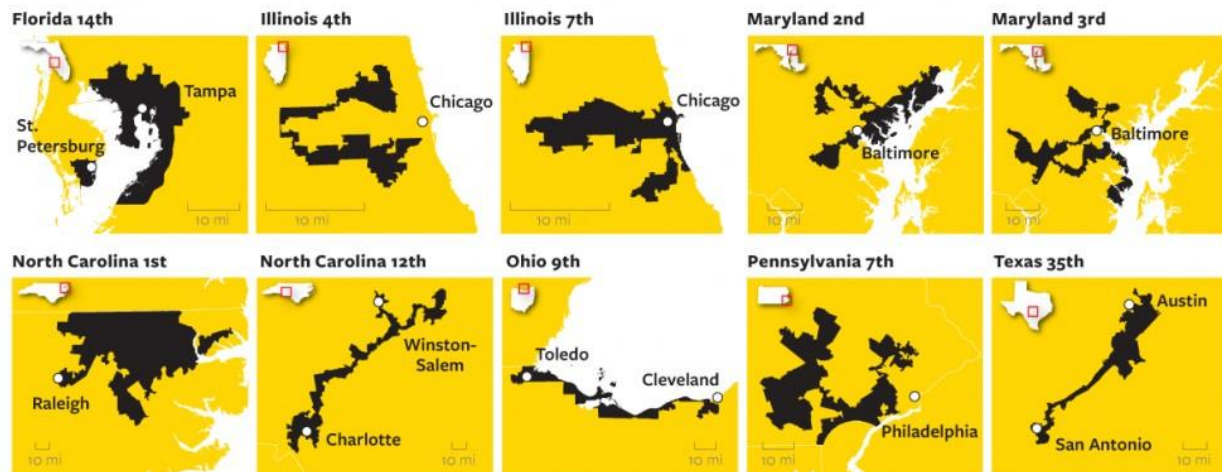 Florida 14th
Illinois 4th
Illinois 7th
Maryland 2nd
Maryland 3rd
Tampa
St.
Petersburg
10 mi
Chicago
10 mi
Chicago
10 mi
Baltimore
10 mi
Baltimore
10 mi
North Carolina 1st
North Carolina 12th
Ohio 9th
Pennsylvania 7th
Texas 35th
Raleigh
10 mi
Winston-
Salem
Charlotte
10 mi
Toledo
Cleveland
10 mi
Philadelphia
10 mi
Austin
San Antonio
10 mi